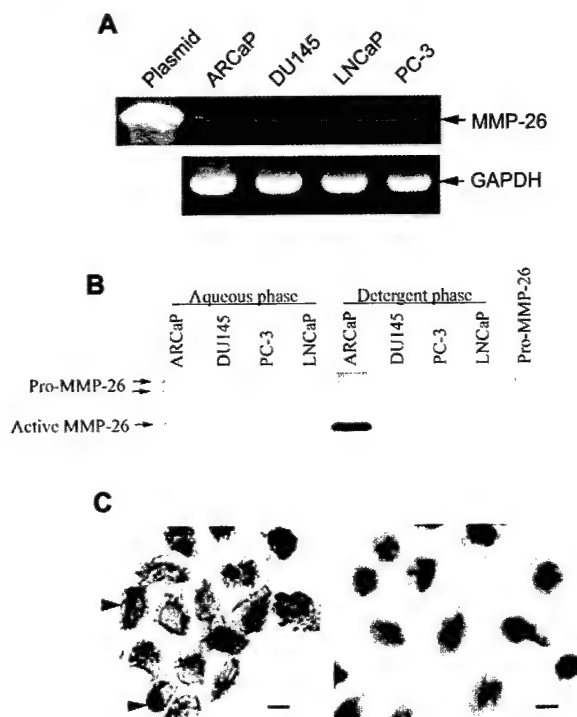 A
Plasmid ARCaP DU145 LNCaP PC-3
MMP-26
GAPDH
B
Aqueous phase Detergent phase
ARCaP DU145 PC-3 LNCaP ARCaP DU145 PC-3 LNCaP Pro-MMP-26
Pro-MMP-26
Active MMP-26
C